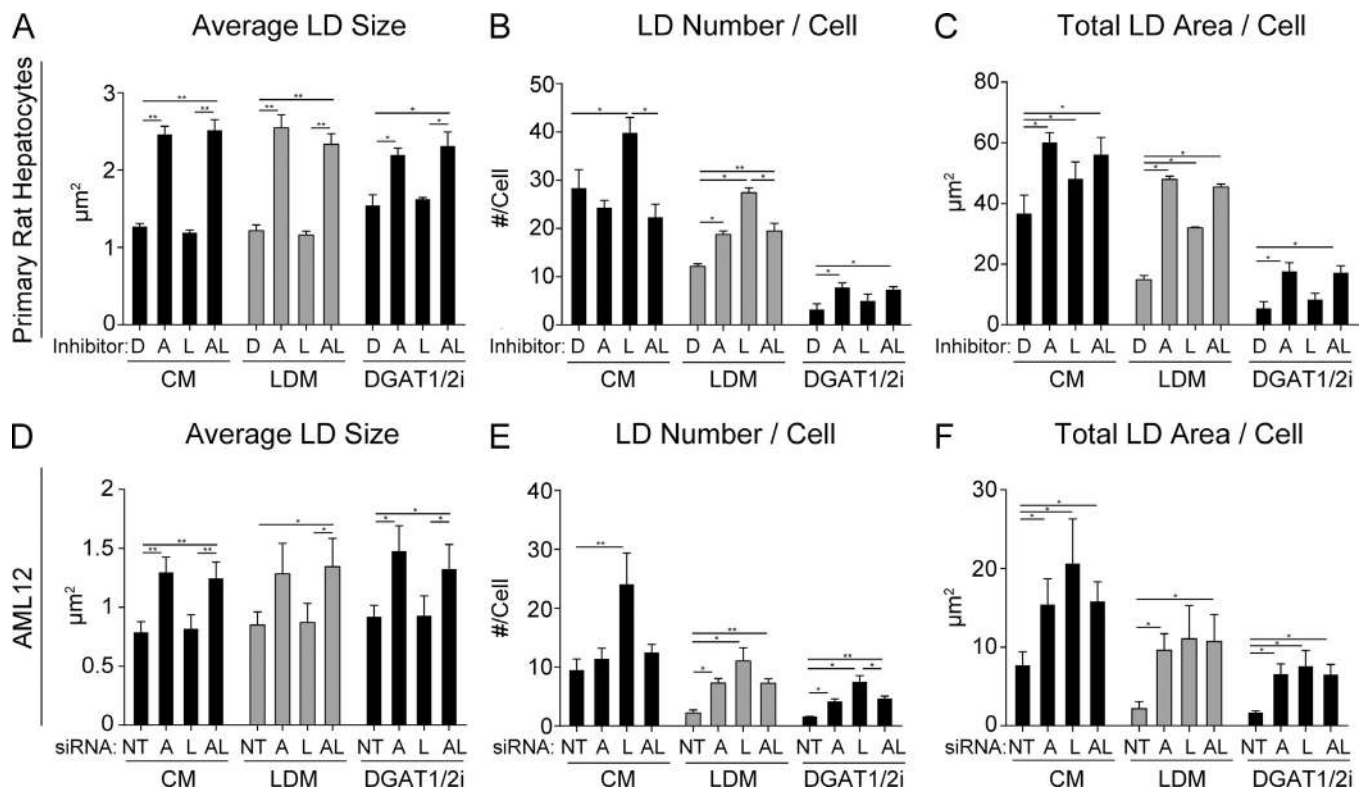 A Average LD Size B LD Number / Cell C Total LD Area / Cell
Primary Rat Hepatocytes
µm²
3
2
1
0
** ** ** ** ** ** * * *
Inhibitor: D A L AL D A L AL D A L AL
CM LDM DGAT1/2i
#/Cell
50
40
30
20
10
0
* * ** * * * * *
D A L AL D A L AL D A L AL
CM LDM DGAT1/2i
µm²
80
60
40
20
0
* * * * * * * *
Inhibitor: D A L AL D A L AL D A L AL
CM LDM DGAT1/2i
D Average LD Size E LD Number / Cell F Total LD Area / Cell
AML12
µm²
2
1.5
1
0.5
0
** ** ** * * * * *
siRNA: NT A L AL NT A L AL NT A L AL
CM LDM DGAT1/2i
#/Cell
40
30
20
10
0
** ** * * ** * * *
siRNA: NT A L AL NT A L AL NT A L AL
CM LDM DGAT1/2i
µm²
30
20
10
0
* * * * * * * *
siRNA: NT A L AL NT A L AL NT A L AL
CM LDM DGAT1/2i